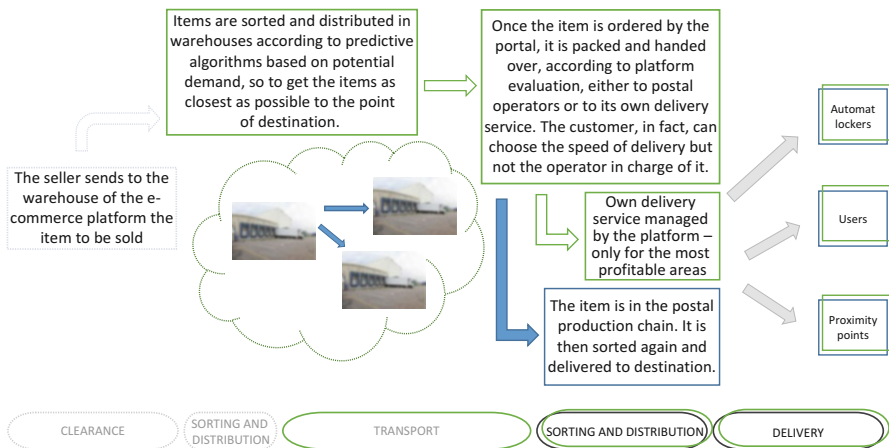 Items are sorted and distributed in
warehouses according to predictive
algorithms based on potential
demand, so to get the items as
closest as possible to the point
of destination.
Once the item is ordered by the
portal, it is packed and handed
over, according to platform
evaluation, either to postal
operators or to its own delivery
service. The customer, in fact, can
choose the speed of delivery but
not the operator in charge of it.
Automat
lockers
The seller sends to the
warehouse of the e-
commerce platform the
item to be sold
Own delivery
service managed
by the platform –
only for the most
profitable areas
Users
The item is in the postal
production chain. It is
then sorted again and
delivered to destination.
Proximity
points
CLEARANCE
SORTING AND
DISTRIBUTION
TRANSPORT
SORTING AND DISTRIBUTION
DELIVERY